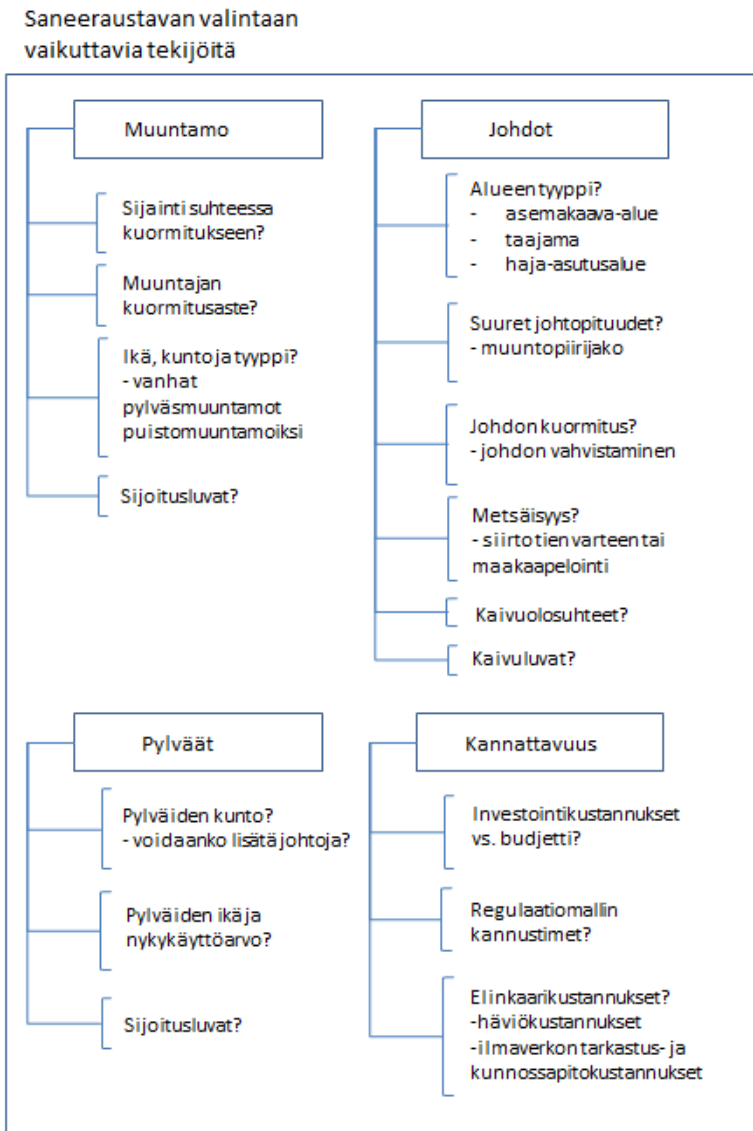 Saneeraustavan valintaan
vaikuttavia tekijöitä
Muuntamo
Sijainti suhteessa
kuormitukseen?
Muuntajan
kuormitusaste?
Ikä, kunto ja tyyppi?
- vanhat
pylväsmuuntamot
puistomuuntamoiksi
Sijoitusluvat?
Johdot
Alueen tyyppi?
- asemakaava-alue
- taajama
- haja-asutusalue
Suuret johtopituudet?
- muuntopiirijako
Johdon kuormitus?
- johdon vahvistaminen
Metsäisyys?
- siirto tien varteen tai
maakaapelointi
Kaivuolosuhteet?
Kaivuluvat?
Pylväät
Pylväiden kunto?
- voidaanko lisätä johtoja?
Pylväiden ikä ja
nykykäyttöarvo?
Sijoitusluvat?
Kannattavuus
Investointikustannukset
vs. budjetti?
Regulaatiomallin
kannustimet?
Elinkaarikustannukset?
-häviökustannukset
-ilmaverkon tarkastus- ja
kunnossapitokustannukset